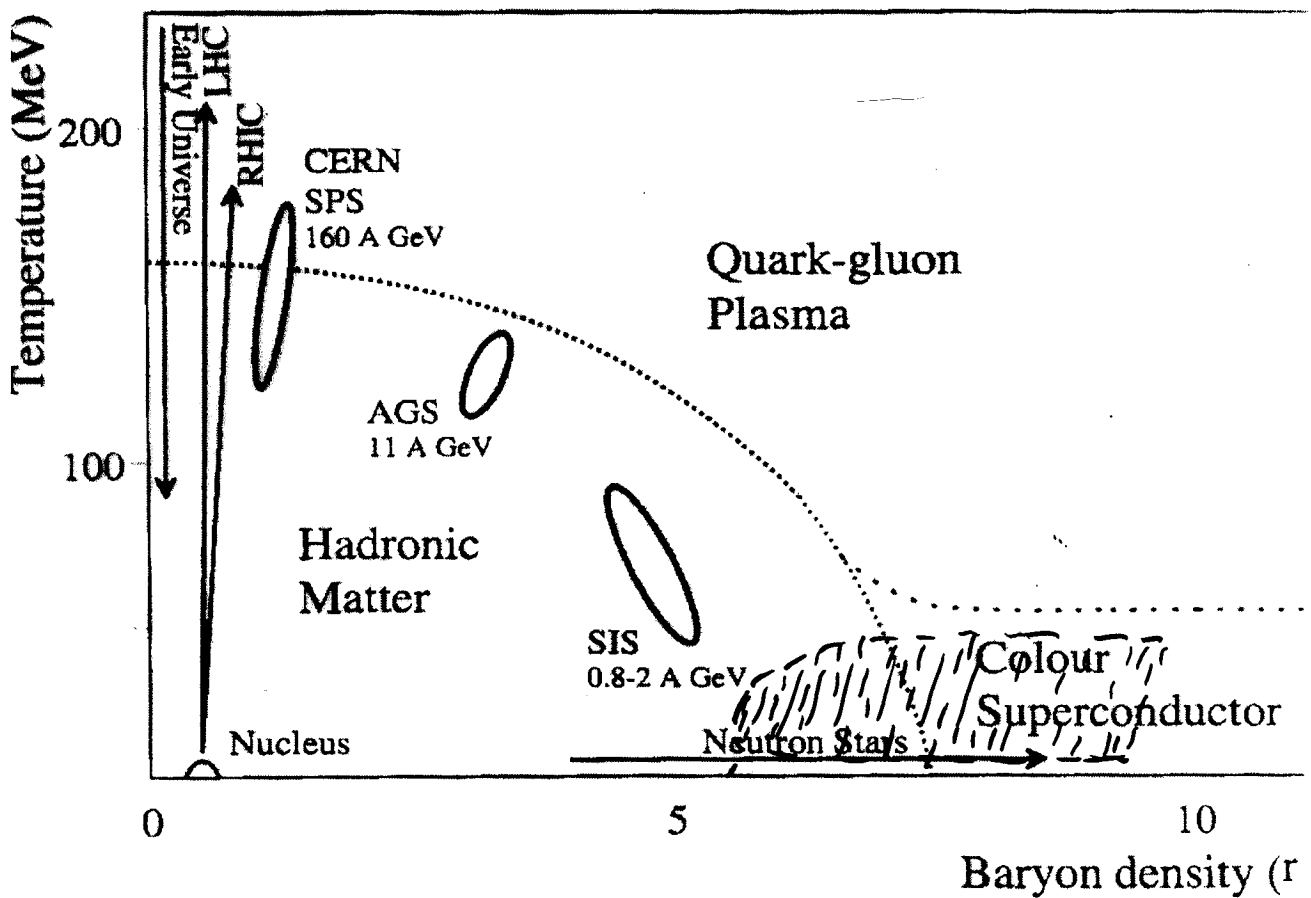 Temperature (MeV)
200
100
Early Universe
LHC
RHIC
CERN
SPS
160 A GeV
Quark-gluon
Plasma
AGS
11 A GeV
Hadronic
Matter
SIS
0.8-2 A GeV
Colour
Superconductor
Nucleus
Neutron Stars
0
5
10
Baryon density (r